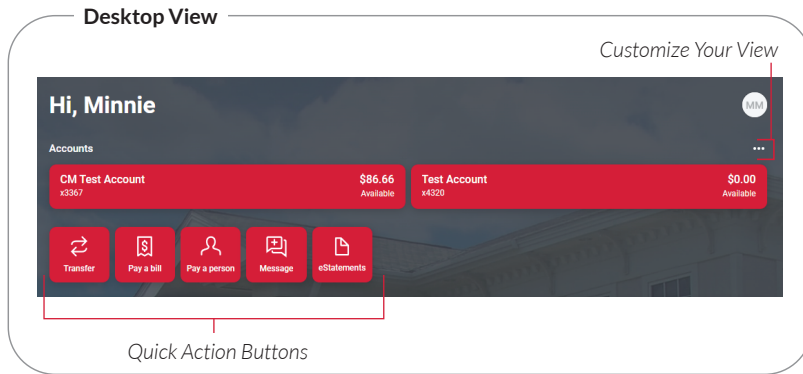 Desktop View
Customize Your View
Hi, Minnie
MM
Accounts
•••
CM Test Account $86.66
x3367 Available
Test Account $0.00
x4320 Available
Transfer
Pay a bill
Pay a person
Message
eStatements
Quick Action Buttons